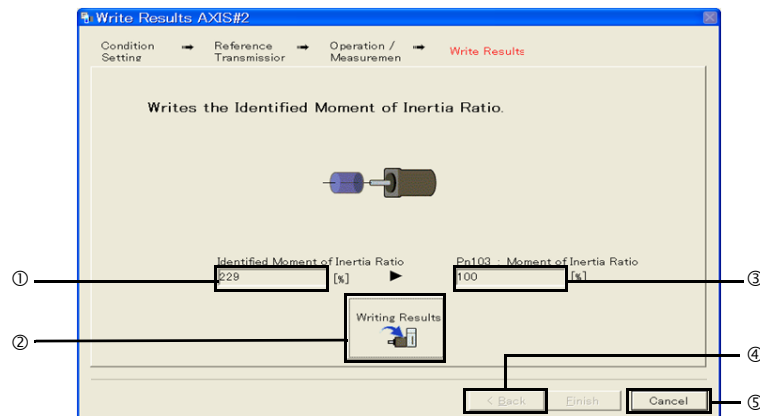 Write Results AXIS#2
Condition
Setting
➡
Reference
Transmissior
➡
Operation /
Measuremen
➡
Write Results
Writes the Identified Moment of Inertia Ratio.
Identified Moment of Inertia Ratio
229
[%]
▶
Pn103 : Moment of Inertia Ratio
100
[%]
Writing Results
< Back
Finish
Cancel
①
②
③
④
⑤